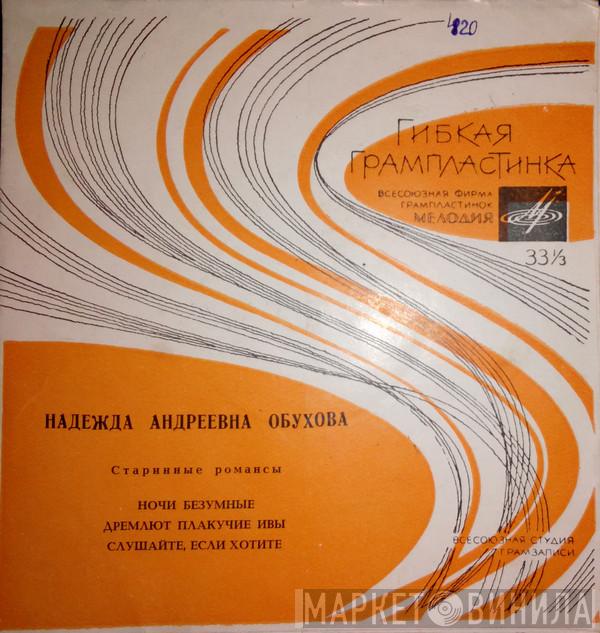 420
ГИБКАЯ
ГРАМПЛАСТИНКА
ВСЕСОЮЗНАЯ ФИРМА
ГРАМПЛАСТИНОК
МЕЛОДИЯ
33⅓
НАДЕЖДА АНДРЕЕВНА ОБУХОВА
Старинные романсы
НОЧИ БЕЗУМНЫЕ
ДРЕМЛЮТ ПЛАКУЧИЕ ИВЫ
СЛУШАЙТЕ, ЕСЛИ ХОТИТЕ
ВСЕСОЮЗНАЯ СТУДИЯ
ГРАМЗАПИСИ
МАРКЕТ ВИНИЛА